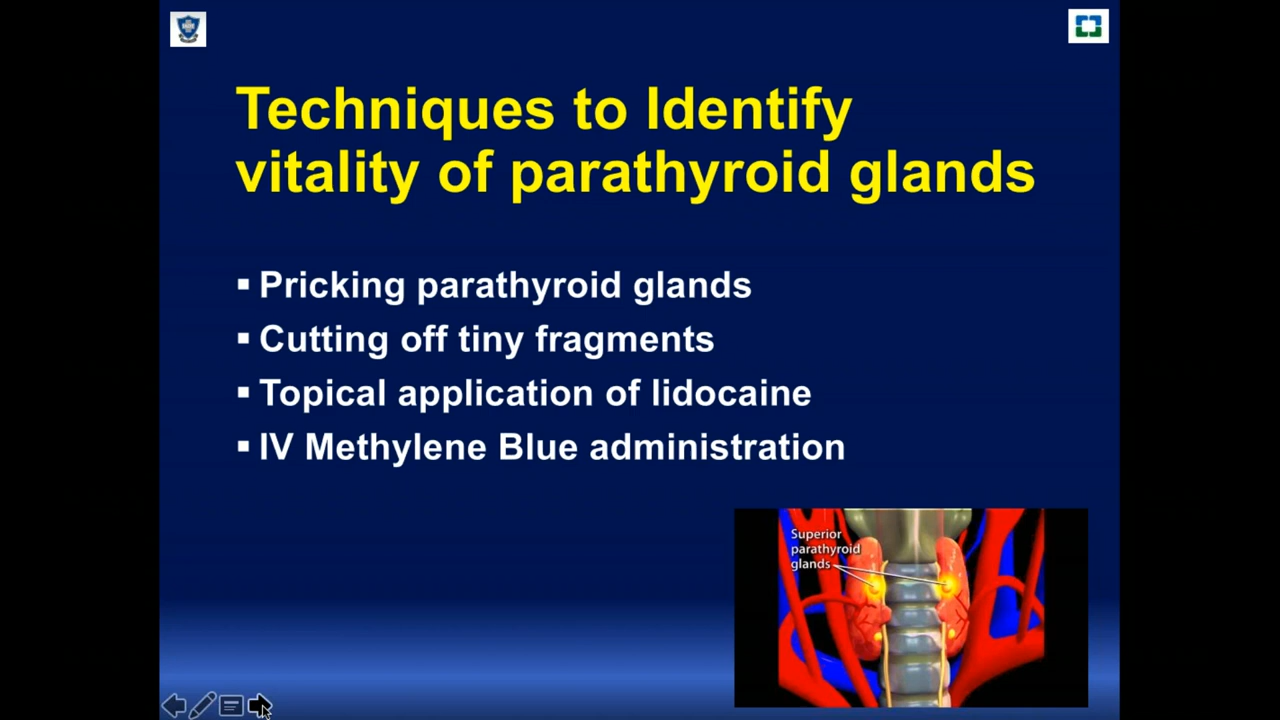 Techniques to Identify
vitality of parathyroid glands
▪ Pricking parathyroid glands
▪ Cutting off tiny fragments
▪ Topical application of lidocaine
▪ IV Methylene Blue administration
Superior
parathyroid
glands